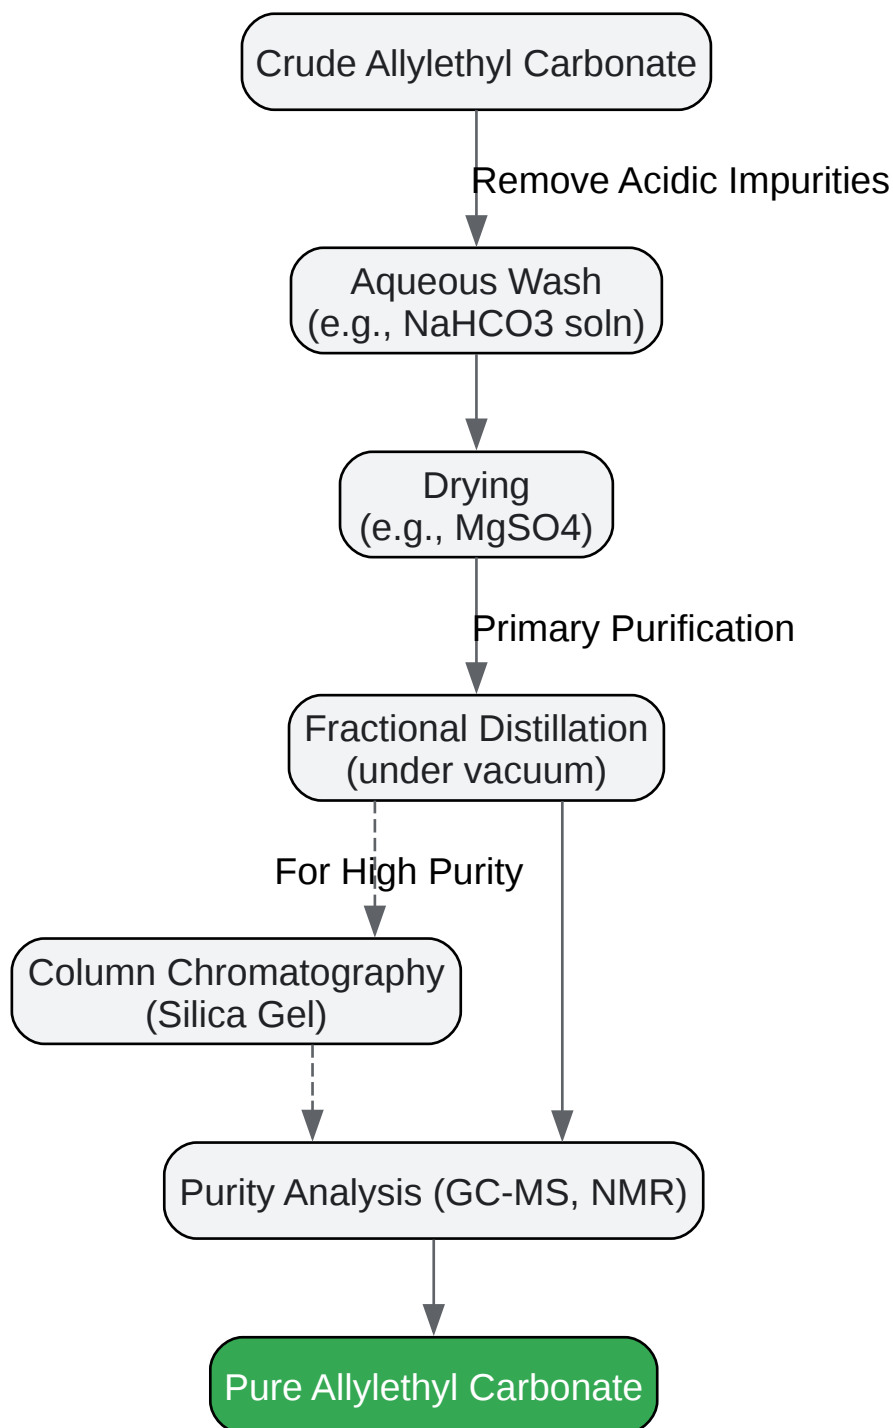 Crude Allylethyl Carbonate
Remove Acidic Impurities
Aqueous Wash
(e.g., NaHCO3 soln)
Drying
(e.g., MgSO4)
Primary Purification
Fractional Distillation
(under vacuum)
For High Purity
Column Chromatography
(Silica Gel)
Purity Analysis (GC-MS, NMR)
Pure Allylethyl Carbonate